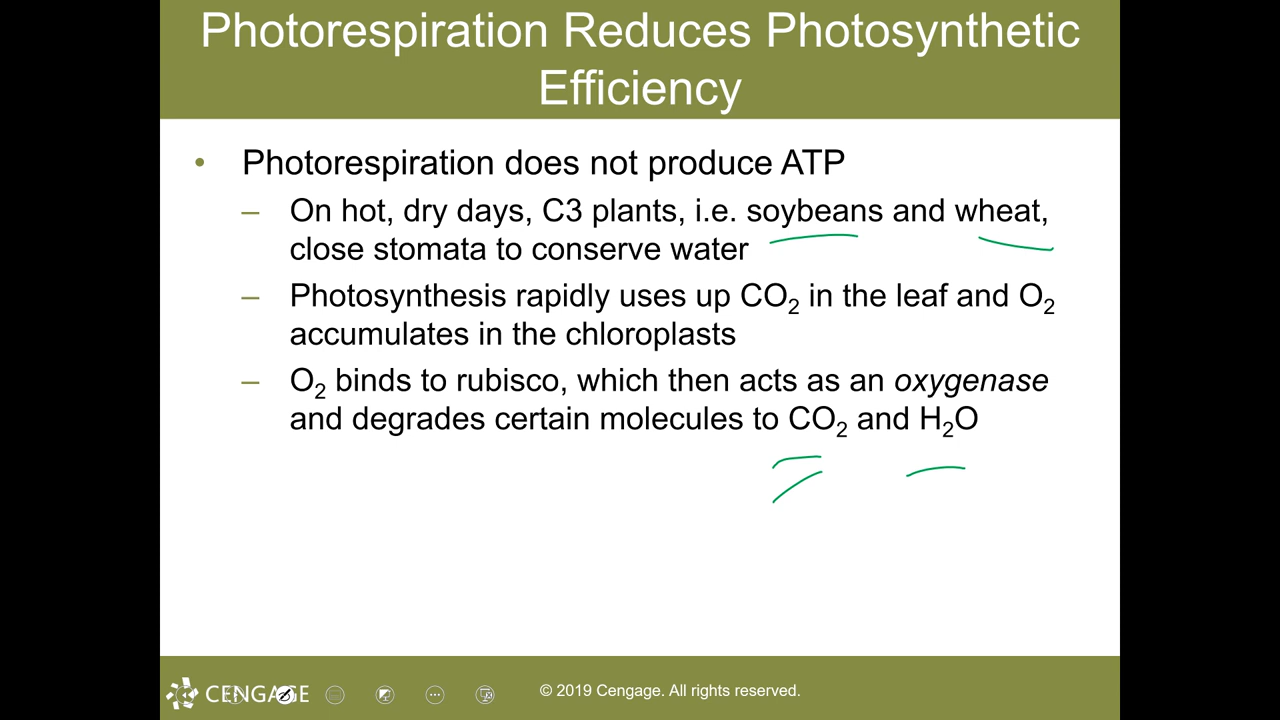 Photorespiration Reduces Photosynthetic
Efficiency
• Photorespiration does not produce ATP
– On hot, dry days, C3 plants, i.e. soybeans and wheat,
close stomata to conserve water
– Photosynthesis rapidly uses up CO₂ in the leaf and O₂
accumulates in the chloroplasts
– O₂ binds to rubisco, which then acts as an oxygenase
and degrades certain molecules to CO₂ and H₂O
CENGAGE
© 2019 Cengage. All rights reserved.